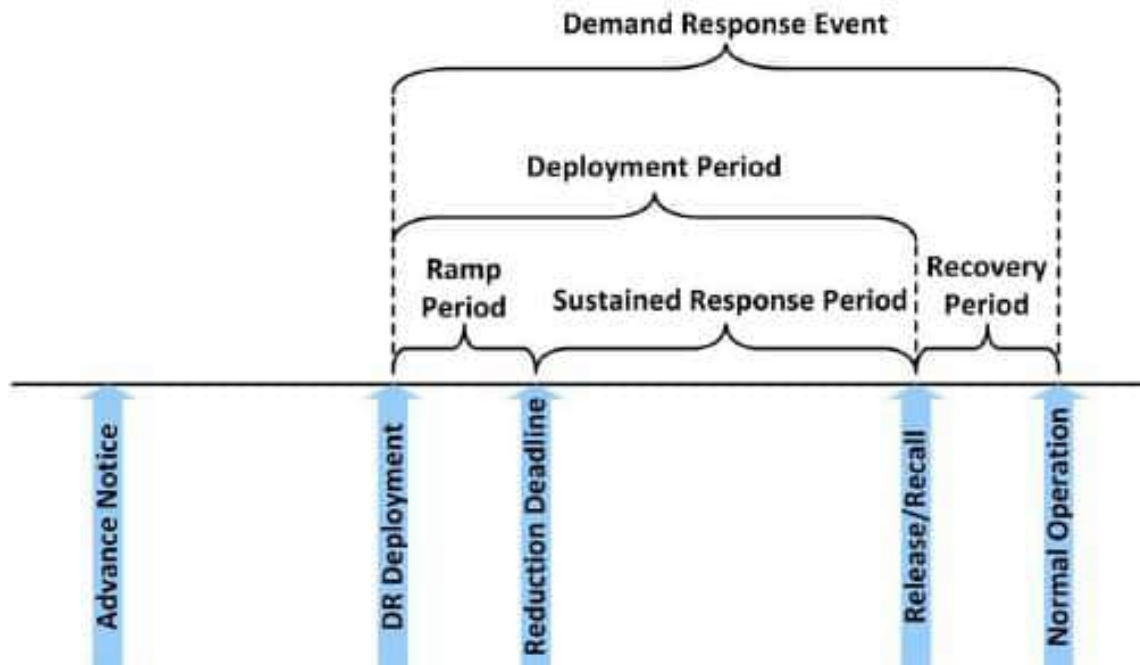 Demand Response Event
Deployment Period
Ramp
Period
Sustained Response Period
Recovery
Period
Advance Notice
DR Deployment
Reduction Deadline
Release/Recall
Normal Operation